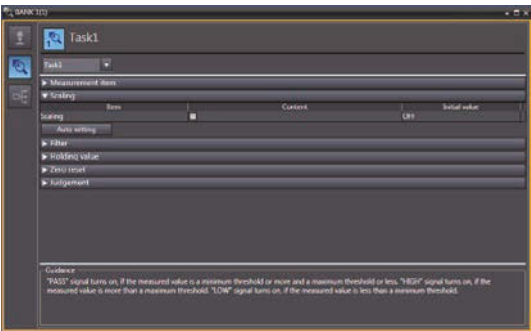 BANK 1(1)
Task1
Task1
Measurement item
Scaling
Item Content Initial value
Scaling OFF
Auto setting
Filter
Holding value
Zero reset
Judgement
Guidance
"PASS" signal turns on, if the measured value is a minimum threshold or more and a maximum threshold or less. "HIGH" signal turns on, if the
measured value is more than a maximum threshold. "LOW" signal turns on, if the measured value is less than a minimum threshold.